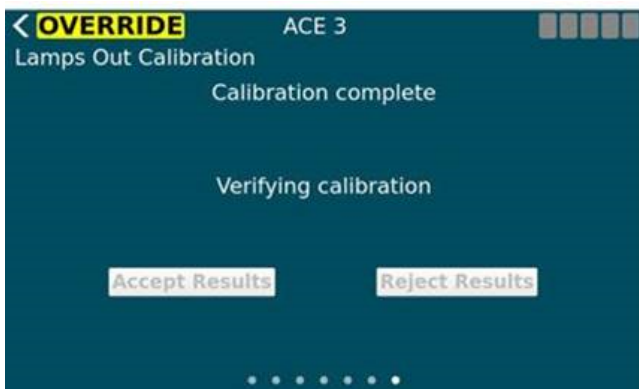 OVERRIDE ACE 3
Lamps Out Calibration
Calibration complete
Verifying calibration
Accept Results Reject Results